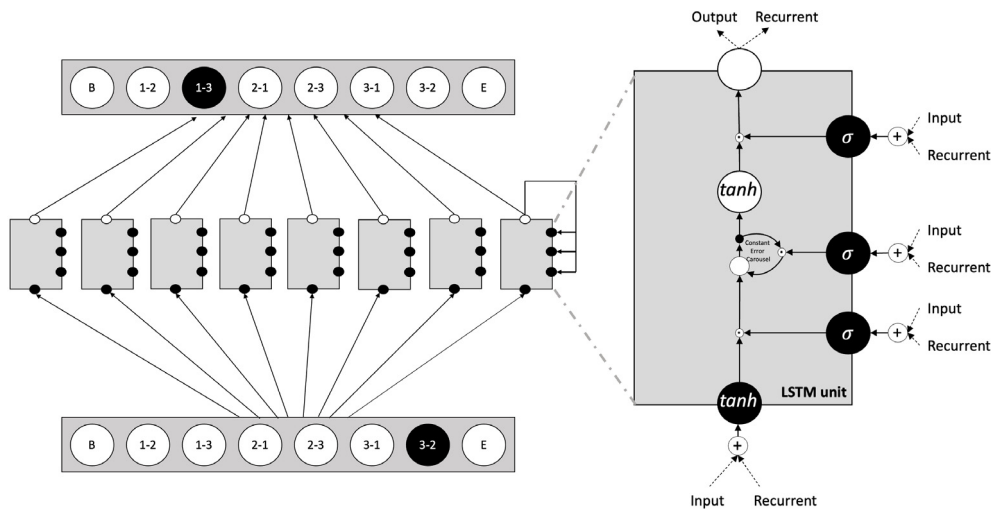 Output Recurrent
B 1-2 1-3 2-1 2-3 3-1 3-2 E
Input
+
σ
Recurrent
tanh
Constant
Error
Carousel
Input
+
σ
Recurrent
Input
+
σ
Recurrent
LSTM unit
tanh
B 1-2 1-3 2-1 2-3 3-1 3-2 E
+
Input Recurrent